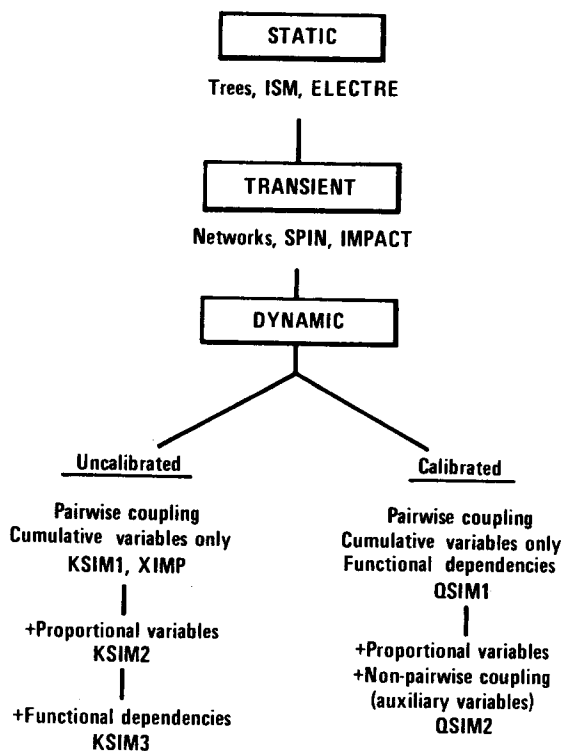 STATIC
Trees, ISM, ELECTRE
TRANSIENT
Networks, SPIN, IMPACT
DYNAMIC
Uncalibrated
Pairwise coupling
Cumulative variables only
KSIM1, XIMP
+Proportional variables
KSIM2
+Functional dependencies
KSIM3
Calibrated
Pairwise coupling
Cumulative variables only
Functional dependencies
QSIM1
+Proportional variables
+Non-pairwise coupling
(auxiliary variables)
QSIM2